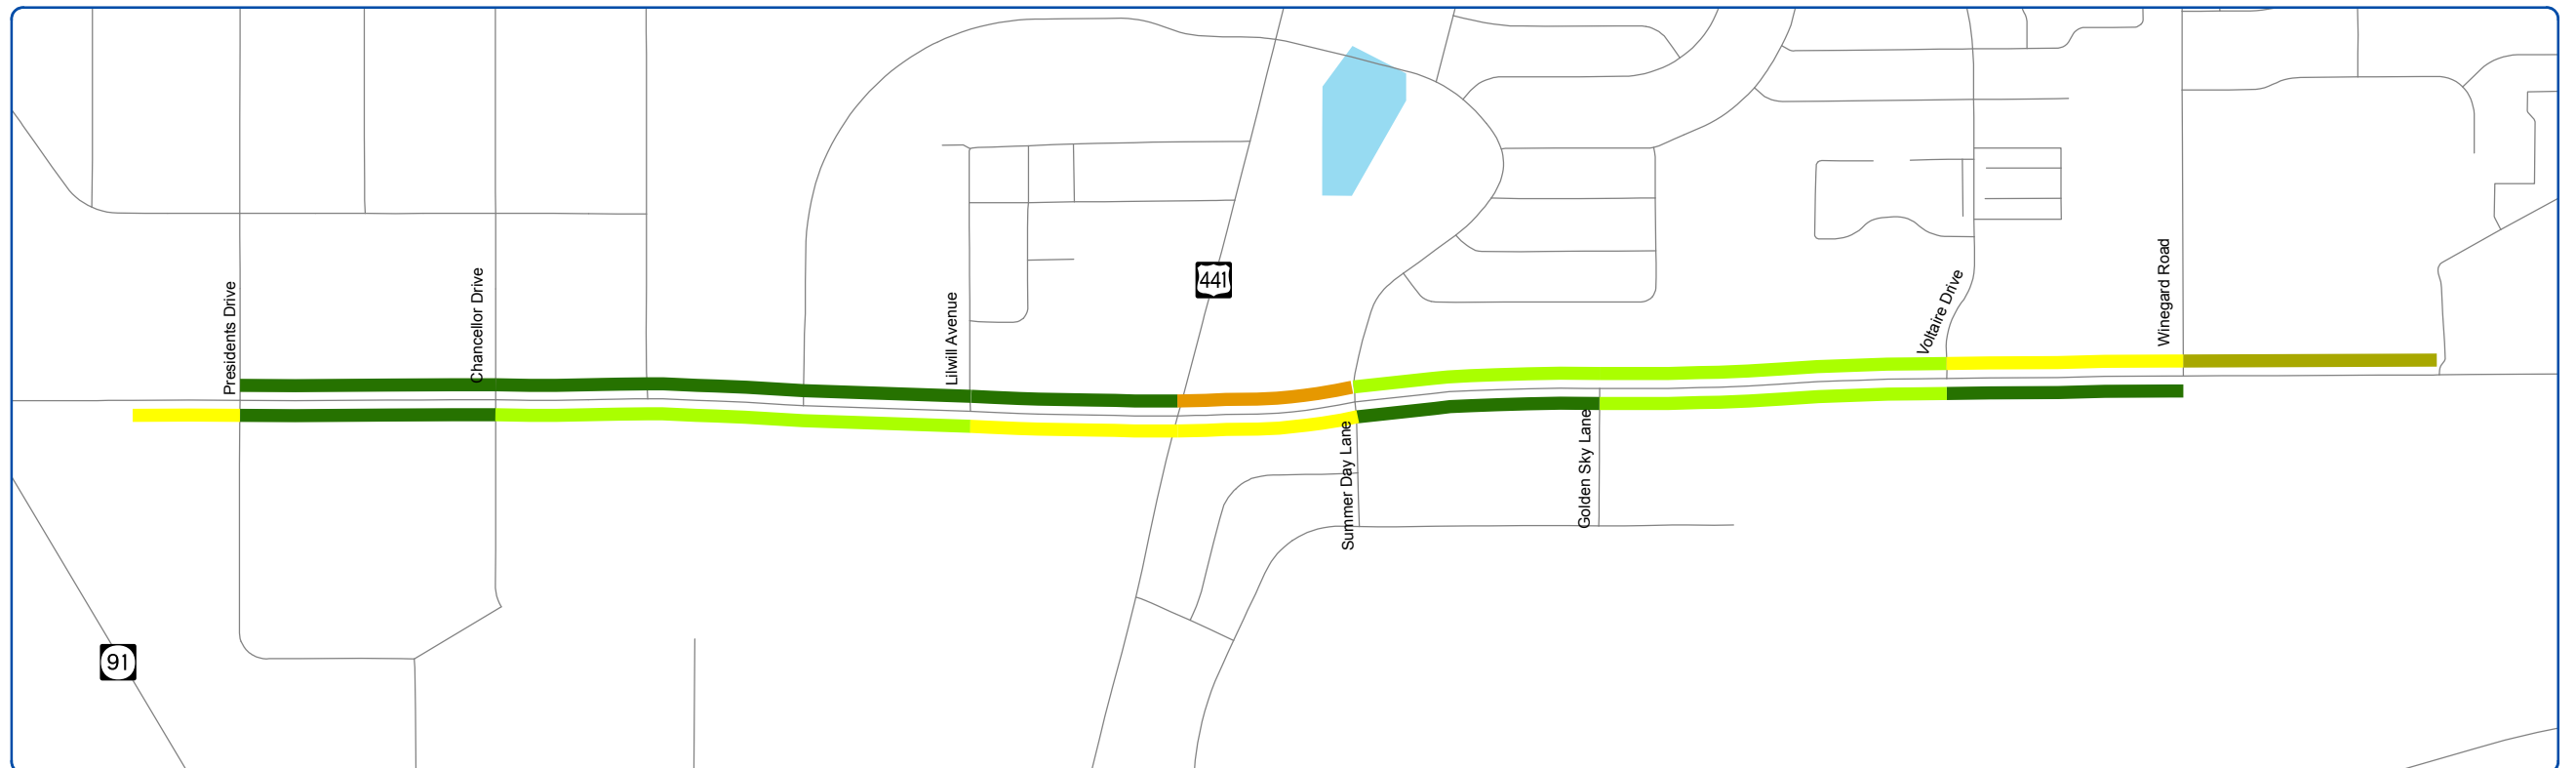 Presidents Drive
Chancellor Drive
Lilwill Avenue
441
Voltaire Drive
Winegard Road
Summer Day Lane
Golden Sky Lane
91